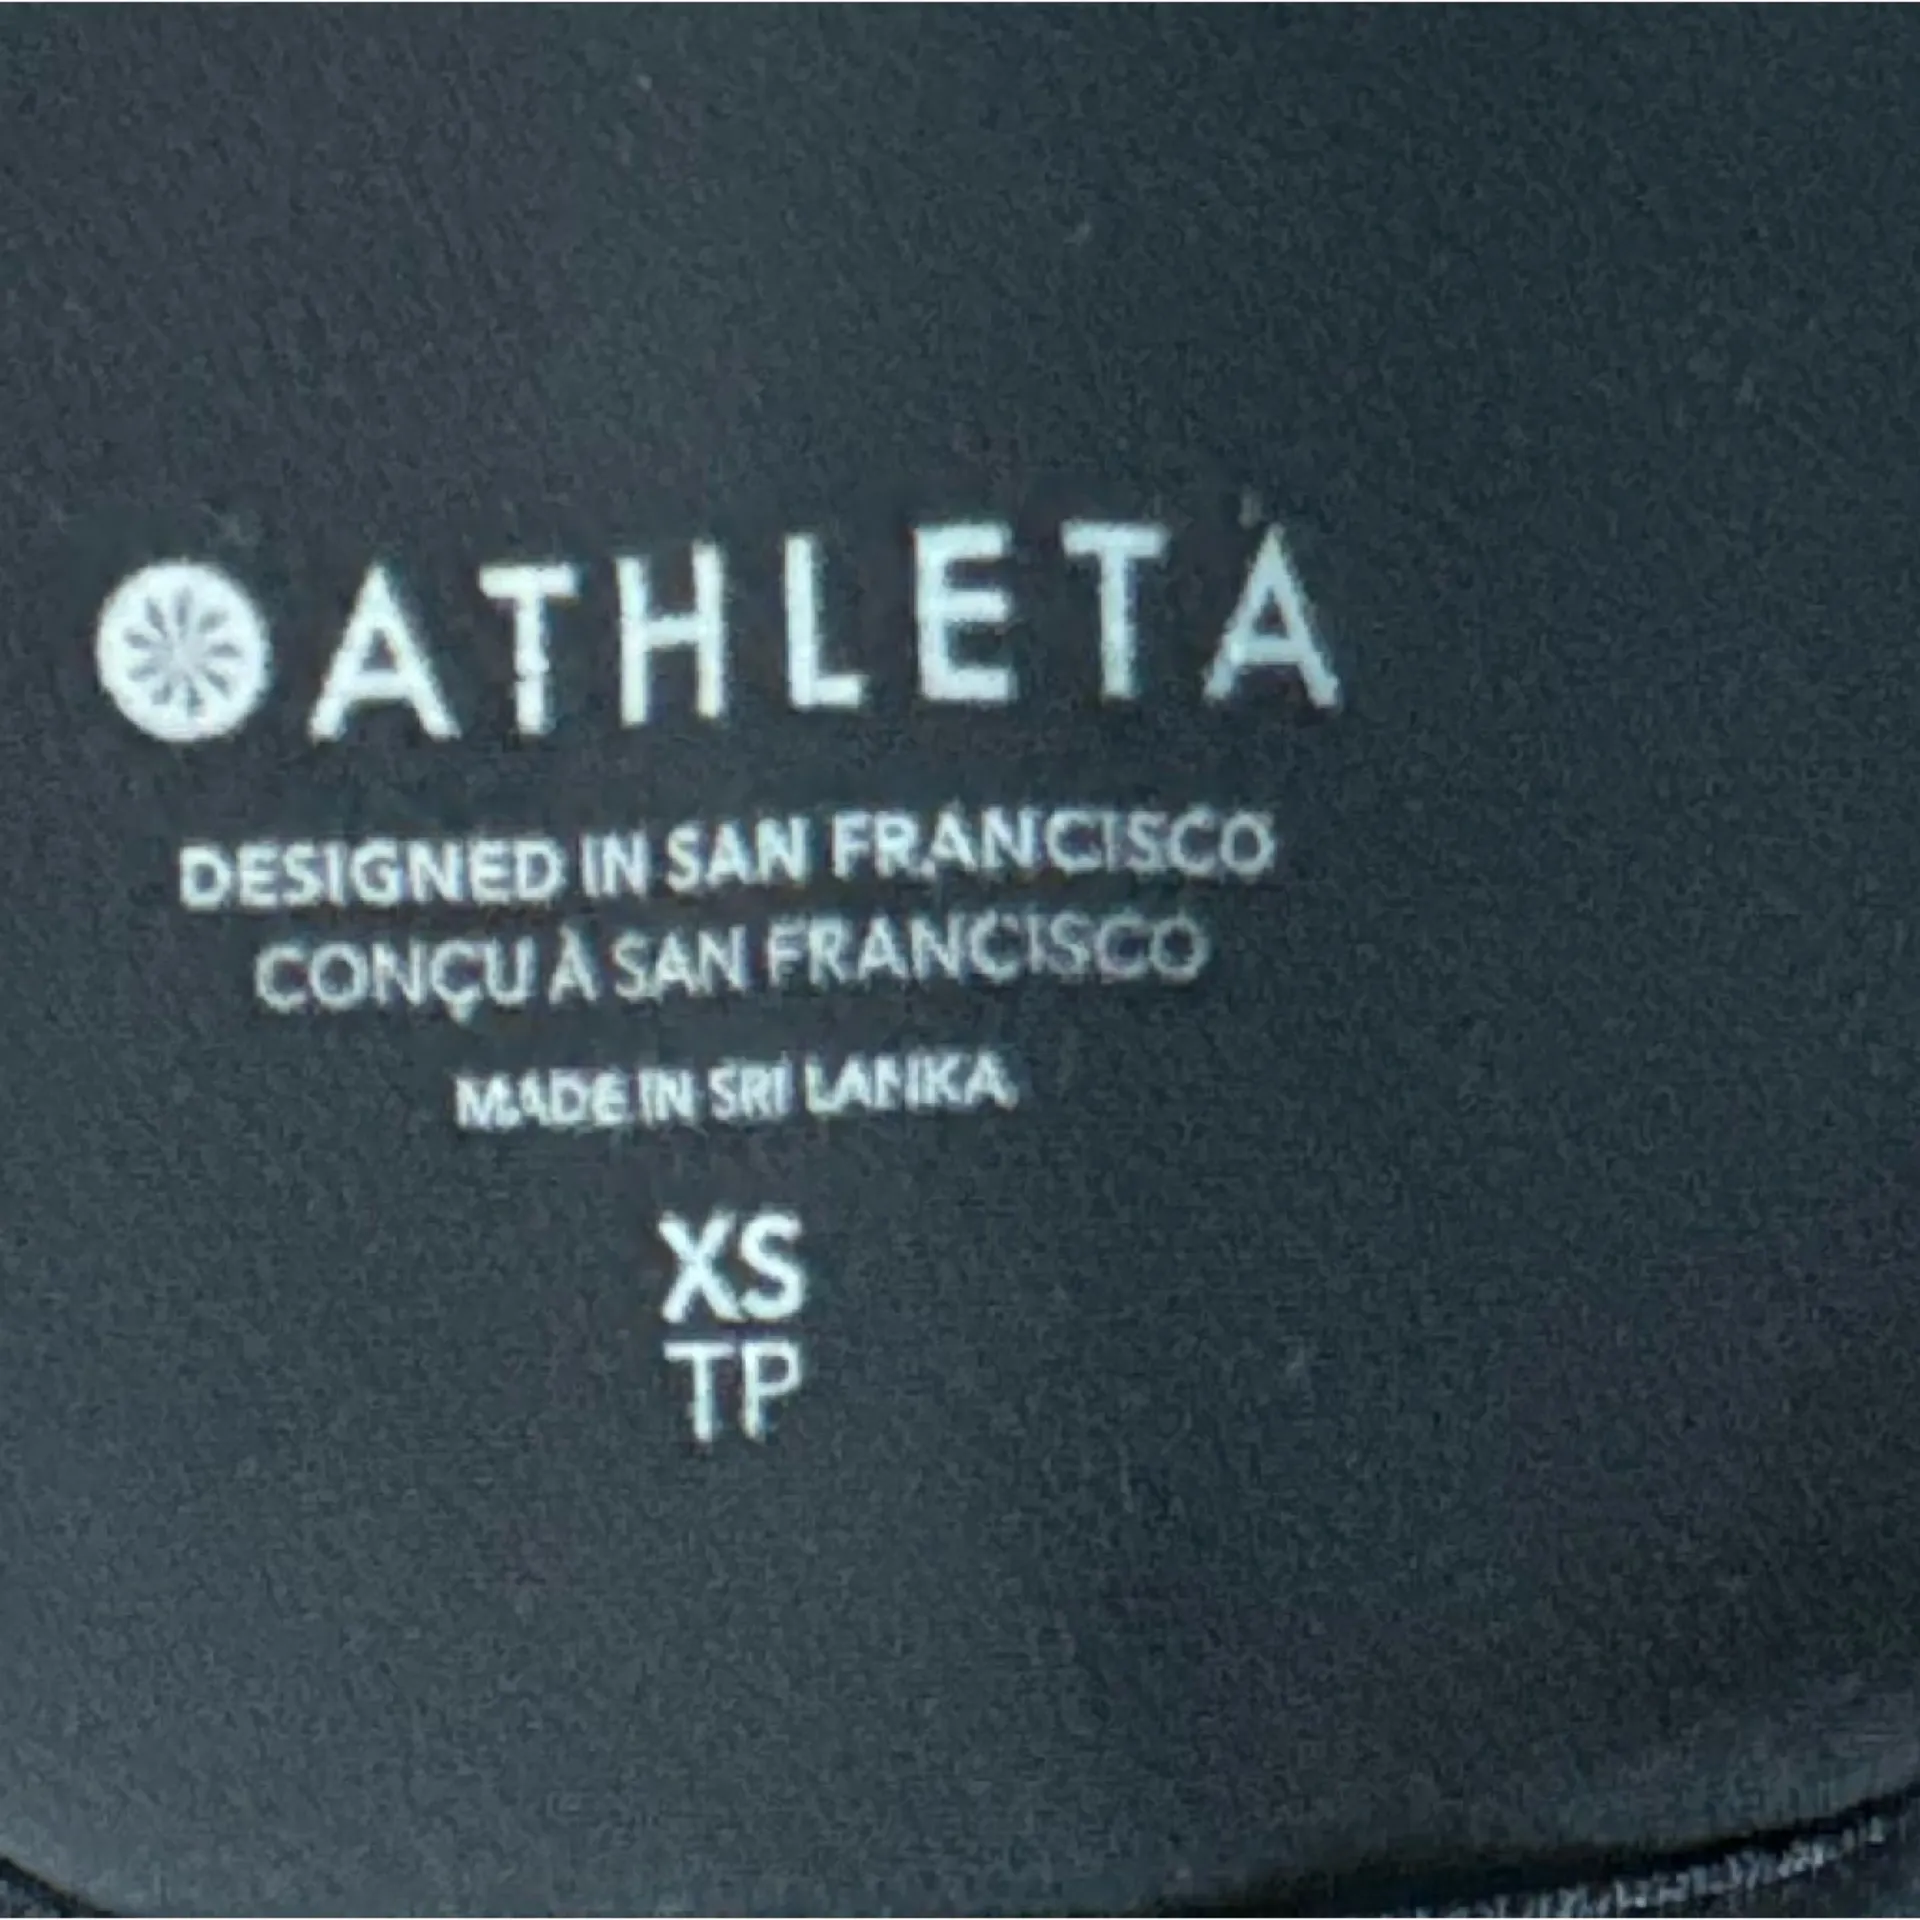 ATHLETA
DESIGNED IN SAN FRANCISCO
CONÇU À SAN FRANCISCO
MADE IN SRI LANKA
XS
TP